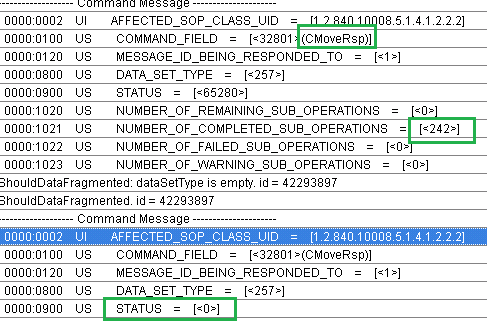 ------------------- Command Message ---------------------
0000:0002 UI AFFECTED_SOP_CLASS_UID = [1.2.840.10008.5.1.4.1.2.2.2]
0000:0100 US COMMAND_FIELD = [<32801>(CMoveRsp)]
0000:0120 US MESSAGE_ID_BEING_RESPONDED_TO = [<1>]
0000:0800 US DATA_SET_TYPE = [<257>]
0000:0900 US STATUS = [<65280>]
0000:1020 US NUMBER_OF_REMAINING_SUB_OPERATIONS = [<0>]
0000:1021 US NUMBER_OF_COMPLETED_SUB_OPERATIONS = [<242>]
0000:1022 US NUMBER_OF_FAILED_SUB_OPERATIONS = [<0>]
0000:1023 US NUMBER_OF_WARNING_SUB_OPERATIONS = [<0>]
ShouldDataFragmented: dataSetType is empty. id = 42293897
ShouldDataFragmented. id = 42293897
------------------- Command Message ---------------------
0000:0002 UI AFFECTED_SOP_CLASS_UID = [1.2.840.10008.5.1.4.1.2.2.2]
0000:0100 US COMMAND_FIELD = [<32801>(CMoveRsp)]
0000:0120 US MESSAGE_ID_BEING_RESPONDED_TO = [<1>]
0000:0800 US DATA_SET_TYPE = [<257>]
0000:0900 US STATUS = [<0>]